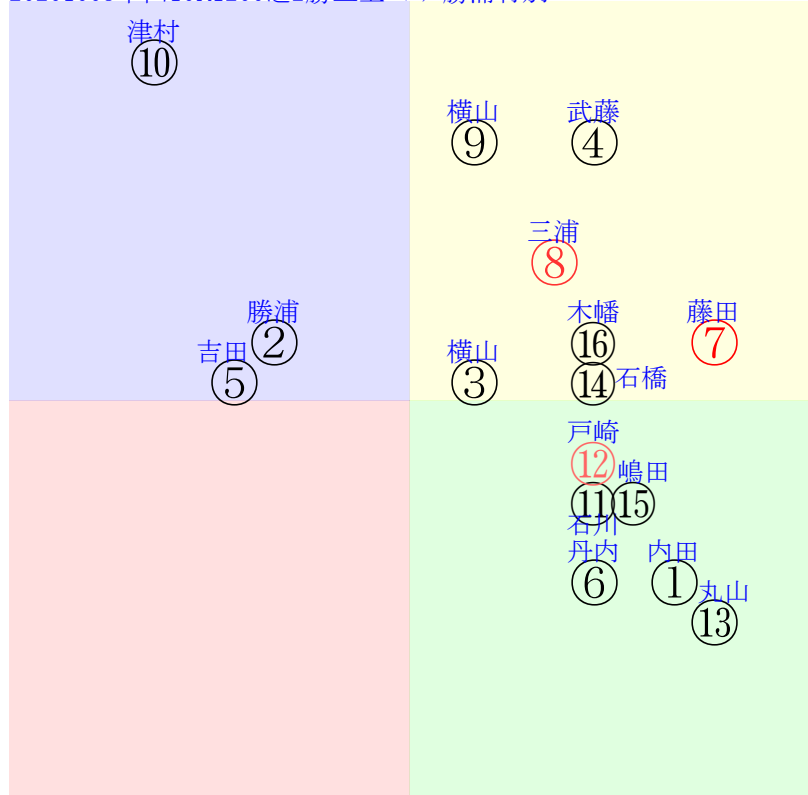 津村
⑩
横山
⑨
武藤
④
三浦
⑧
勝浦
②
木幡
⑯
藤田
⑦
吉田
⑤
横山
③
⑭石橋
戸崎
⑫
嶋田
⑮
⑪
石川
丹内
⑥
内田
①
丸山
⑬